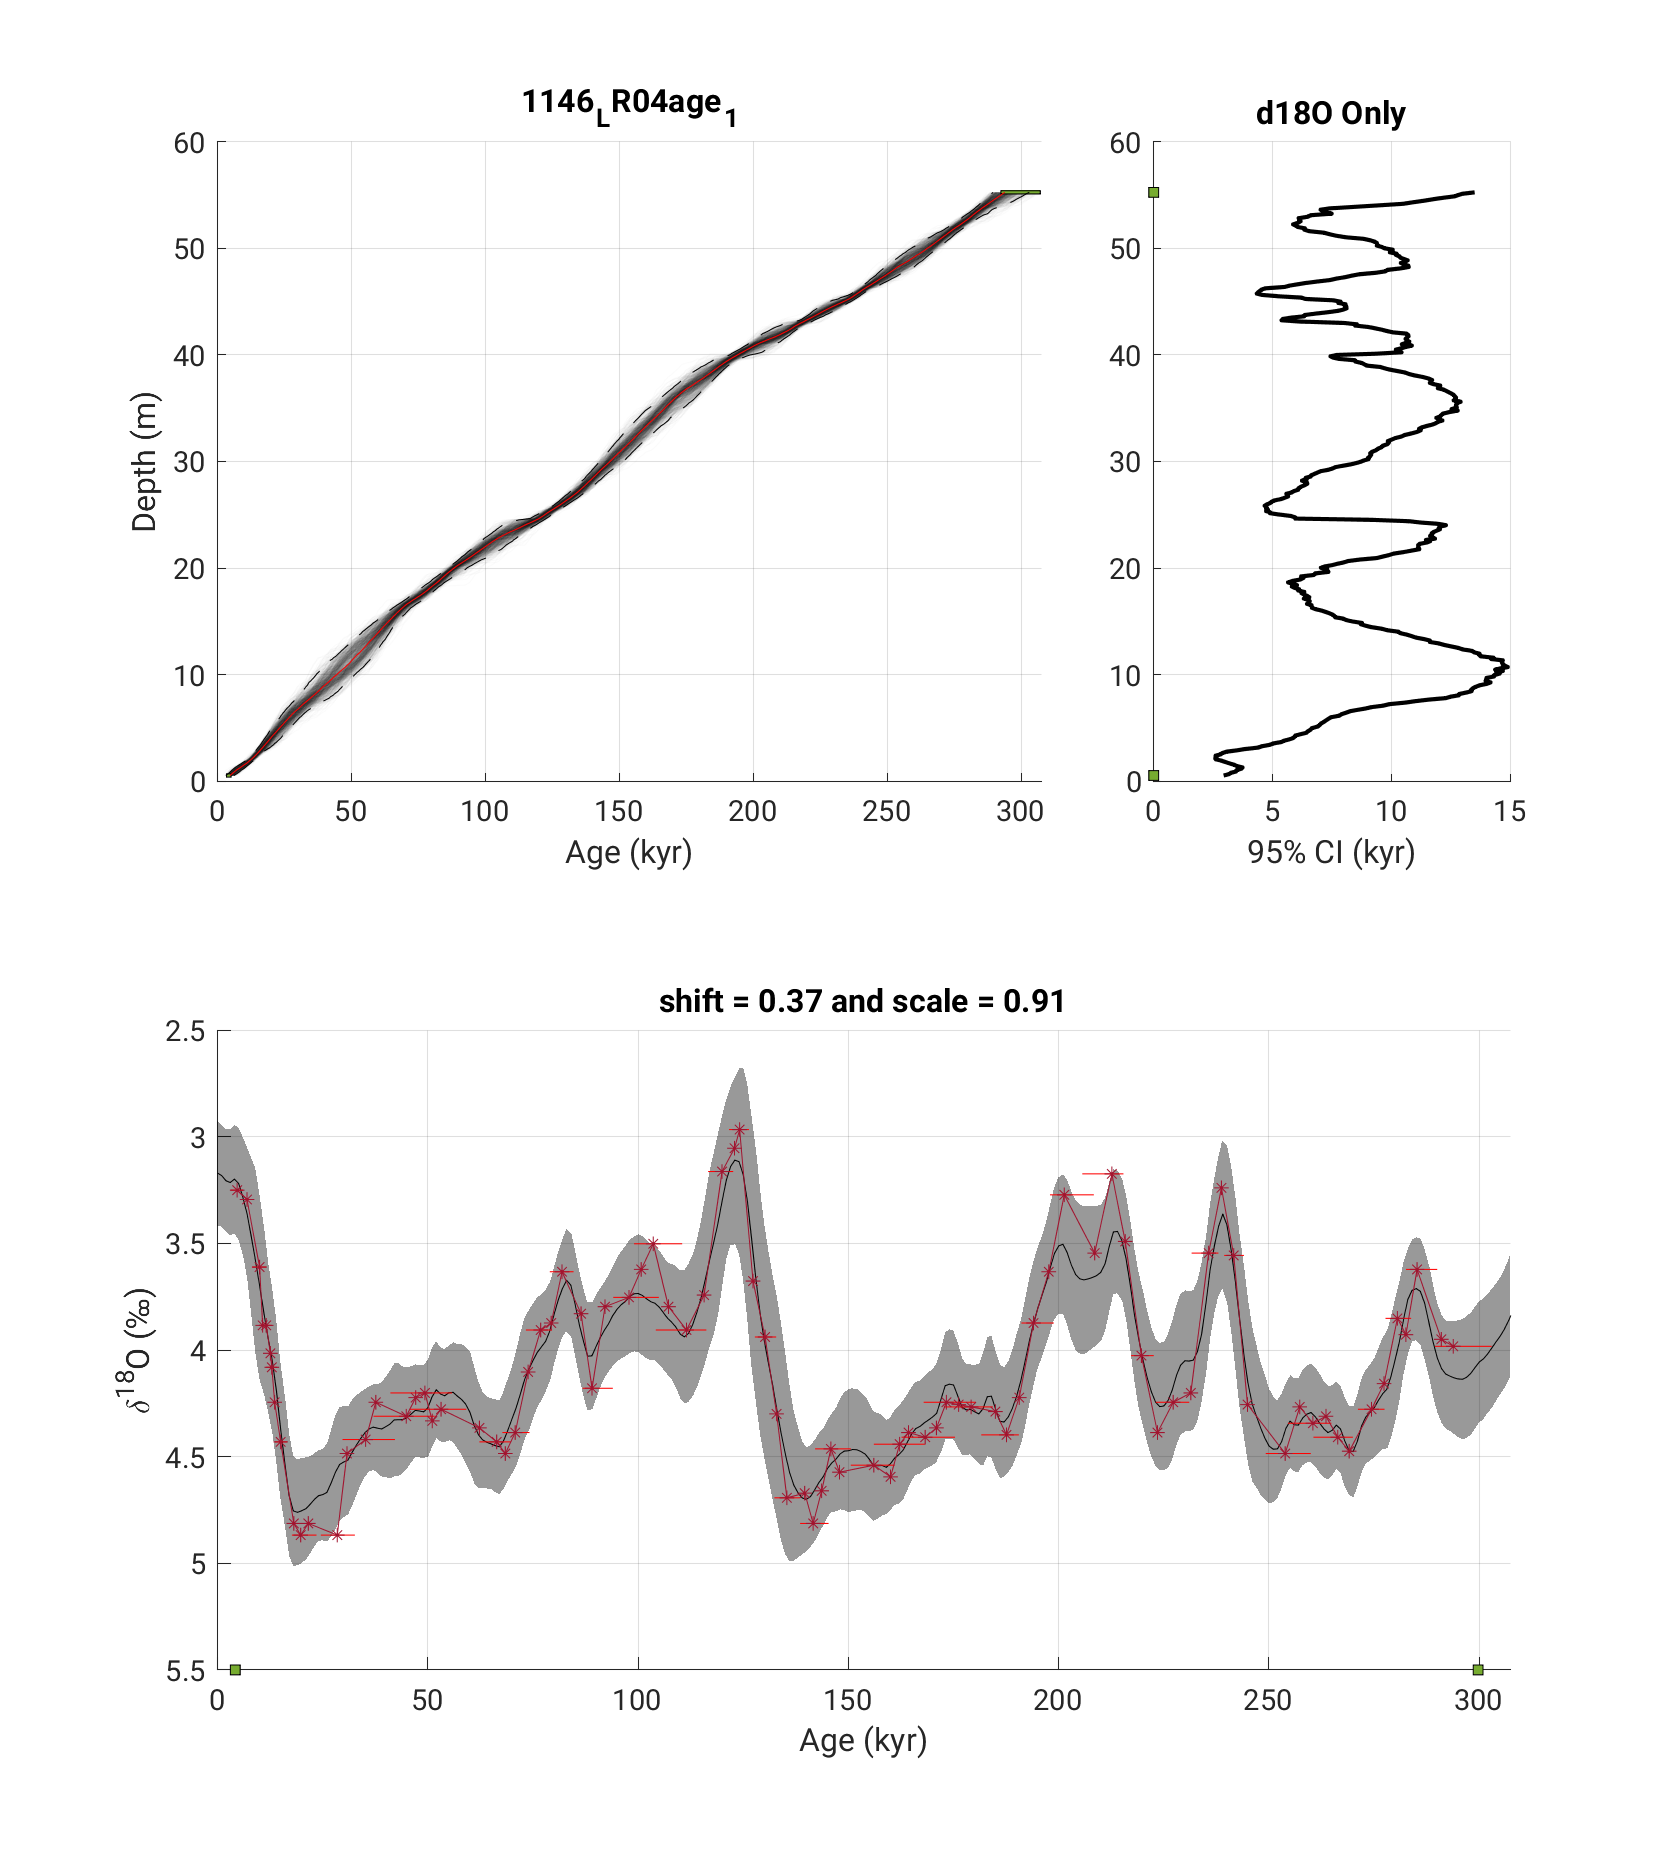 1146LR04age1
60
50
40
30
20
10
0
Depth (m)
0 50 100 150 200 250 300
Age (kyr)
d18O Only
60
50
40
30
20
10
0
0 5 10 15
95% CI (kyr)
shift = 0.37 and scale = 0.91
2.5
3
3.5
4
4.5
5
5.5
δ18O (‰)
0 50 100 150 200 250 300
Age (kyr)